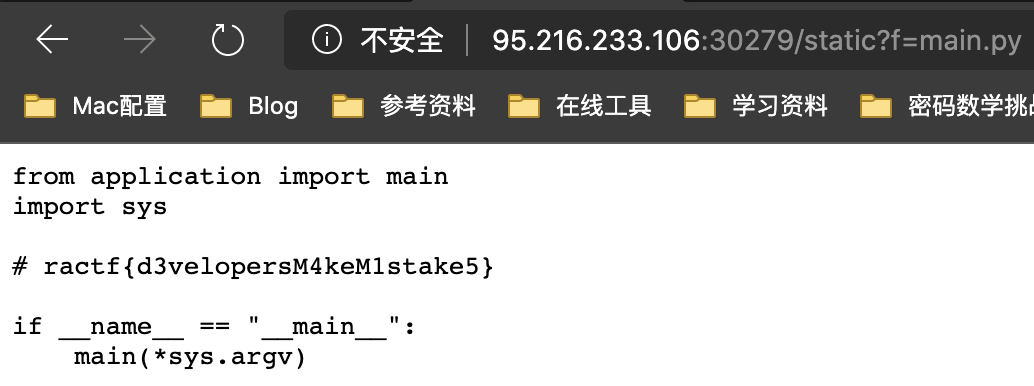 不安全 95.216.233.106:30279/static?f=main.py
Mac配置 Blog 参考资料 在线工具 学习资料 密码数学挑战
from application import main
import sys
# ractf{d3velopersM4keM1stake5}
if __name__ == "__main__":
    main(*sys.argv)